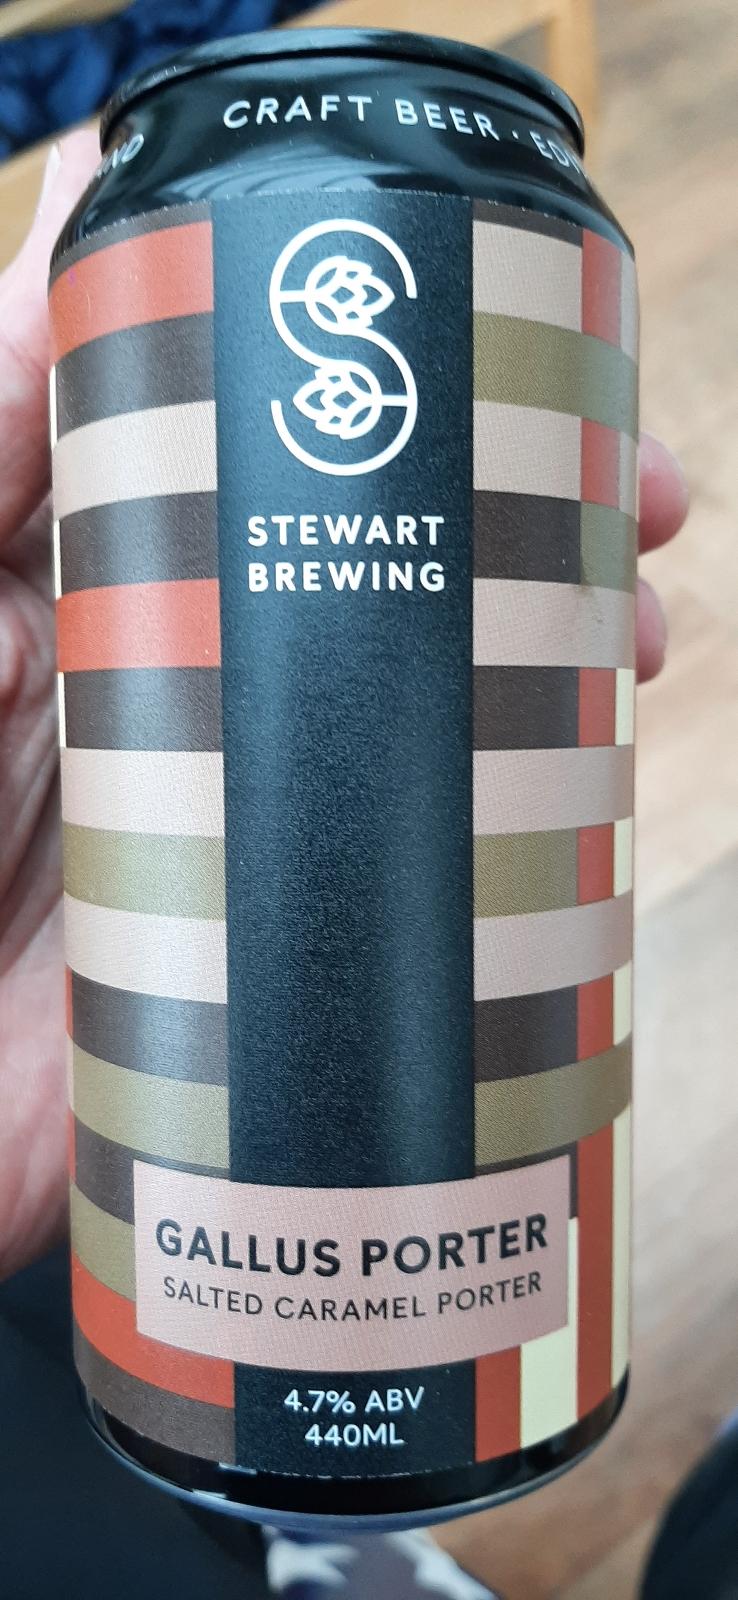 CRAFT BEER ·
STEWART
BREWING
GALLUS PORTER
SALTED CARAMEL PORTER
4.7% ABV
440ML